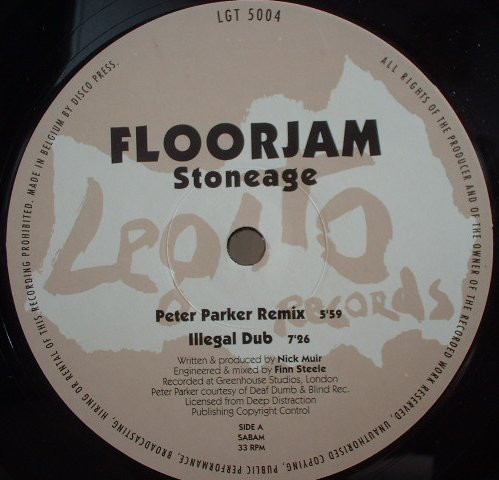 LGT 5004
FLOORJAM
Stoneage
Leotto
records
Peter Parker Remix 5'59
Illegal Dub 7'26
Written & produced by Nick Muir
Engineered & mixed by Finn Steele
Recorded at Greenhouse Studios, London
Peter Parker courtesy of Deaf Dumb & Blind Rec.
Licensed from Deep Distraction
Publishing Copyright Control
SIDE A
SABAM
33 RPM
ALL RIGHTS OF THE PRODUCER AND OF THE OWNER OF THE RECORDED WORK RESERVED, UNAUTHORISED COPYING, PUBLIC PERFORMANCE, BROADCASTING, HIRING OR RENTAL OF THIS RECORDING PROHIBITED. MADE IN BELGIUM BY DISCO PRESS.